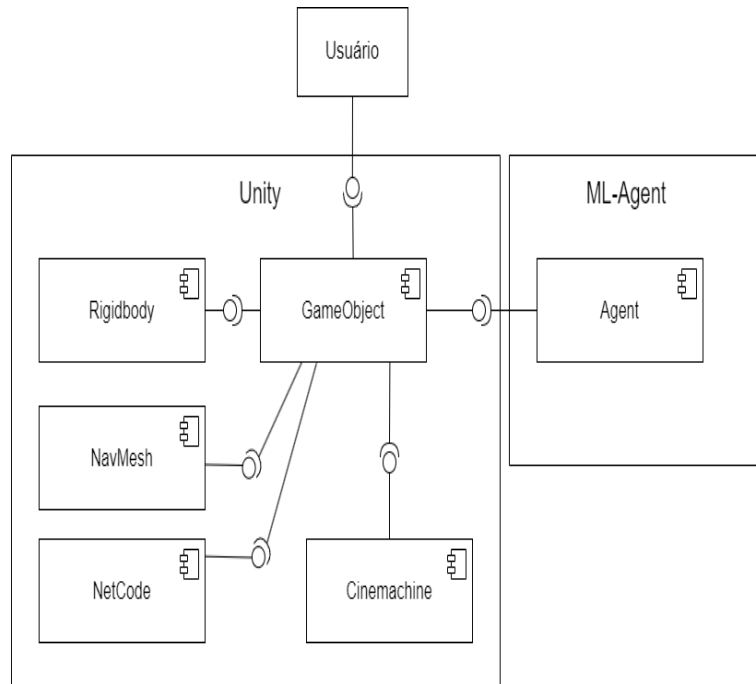 Usuário
Unity
ML-Agent
Rigidbody
GameObject
Agent
NavMesh
NetCode
Cinemachine